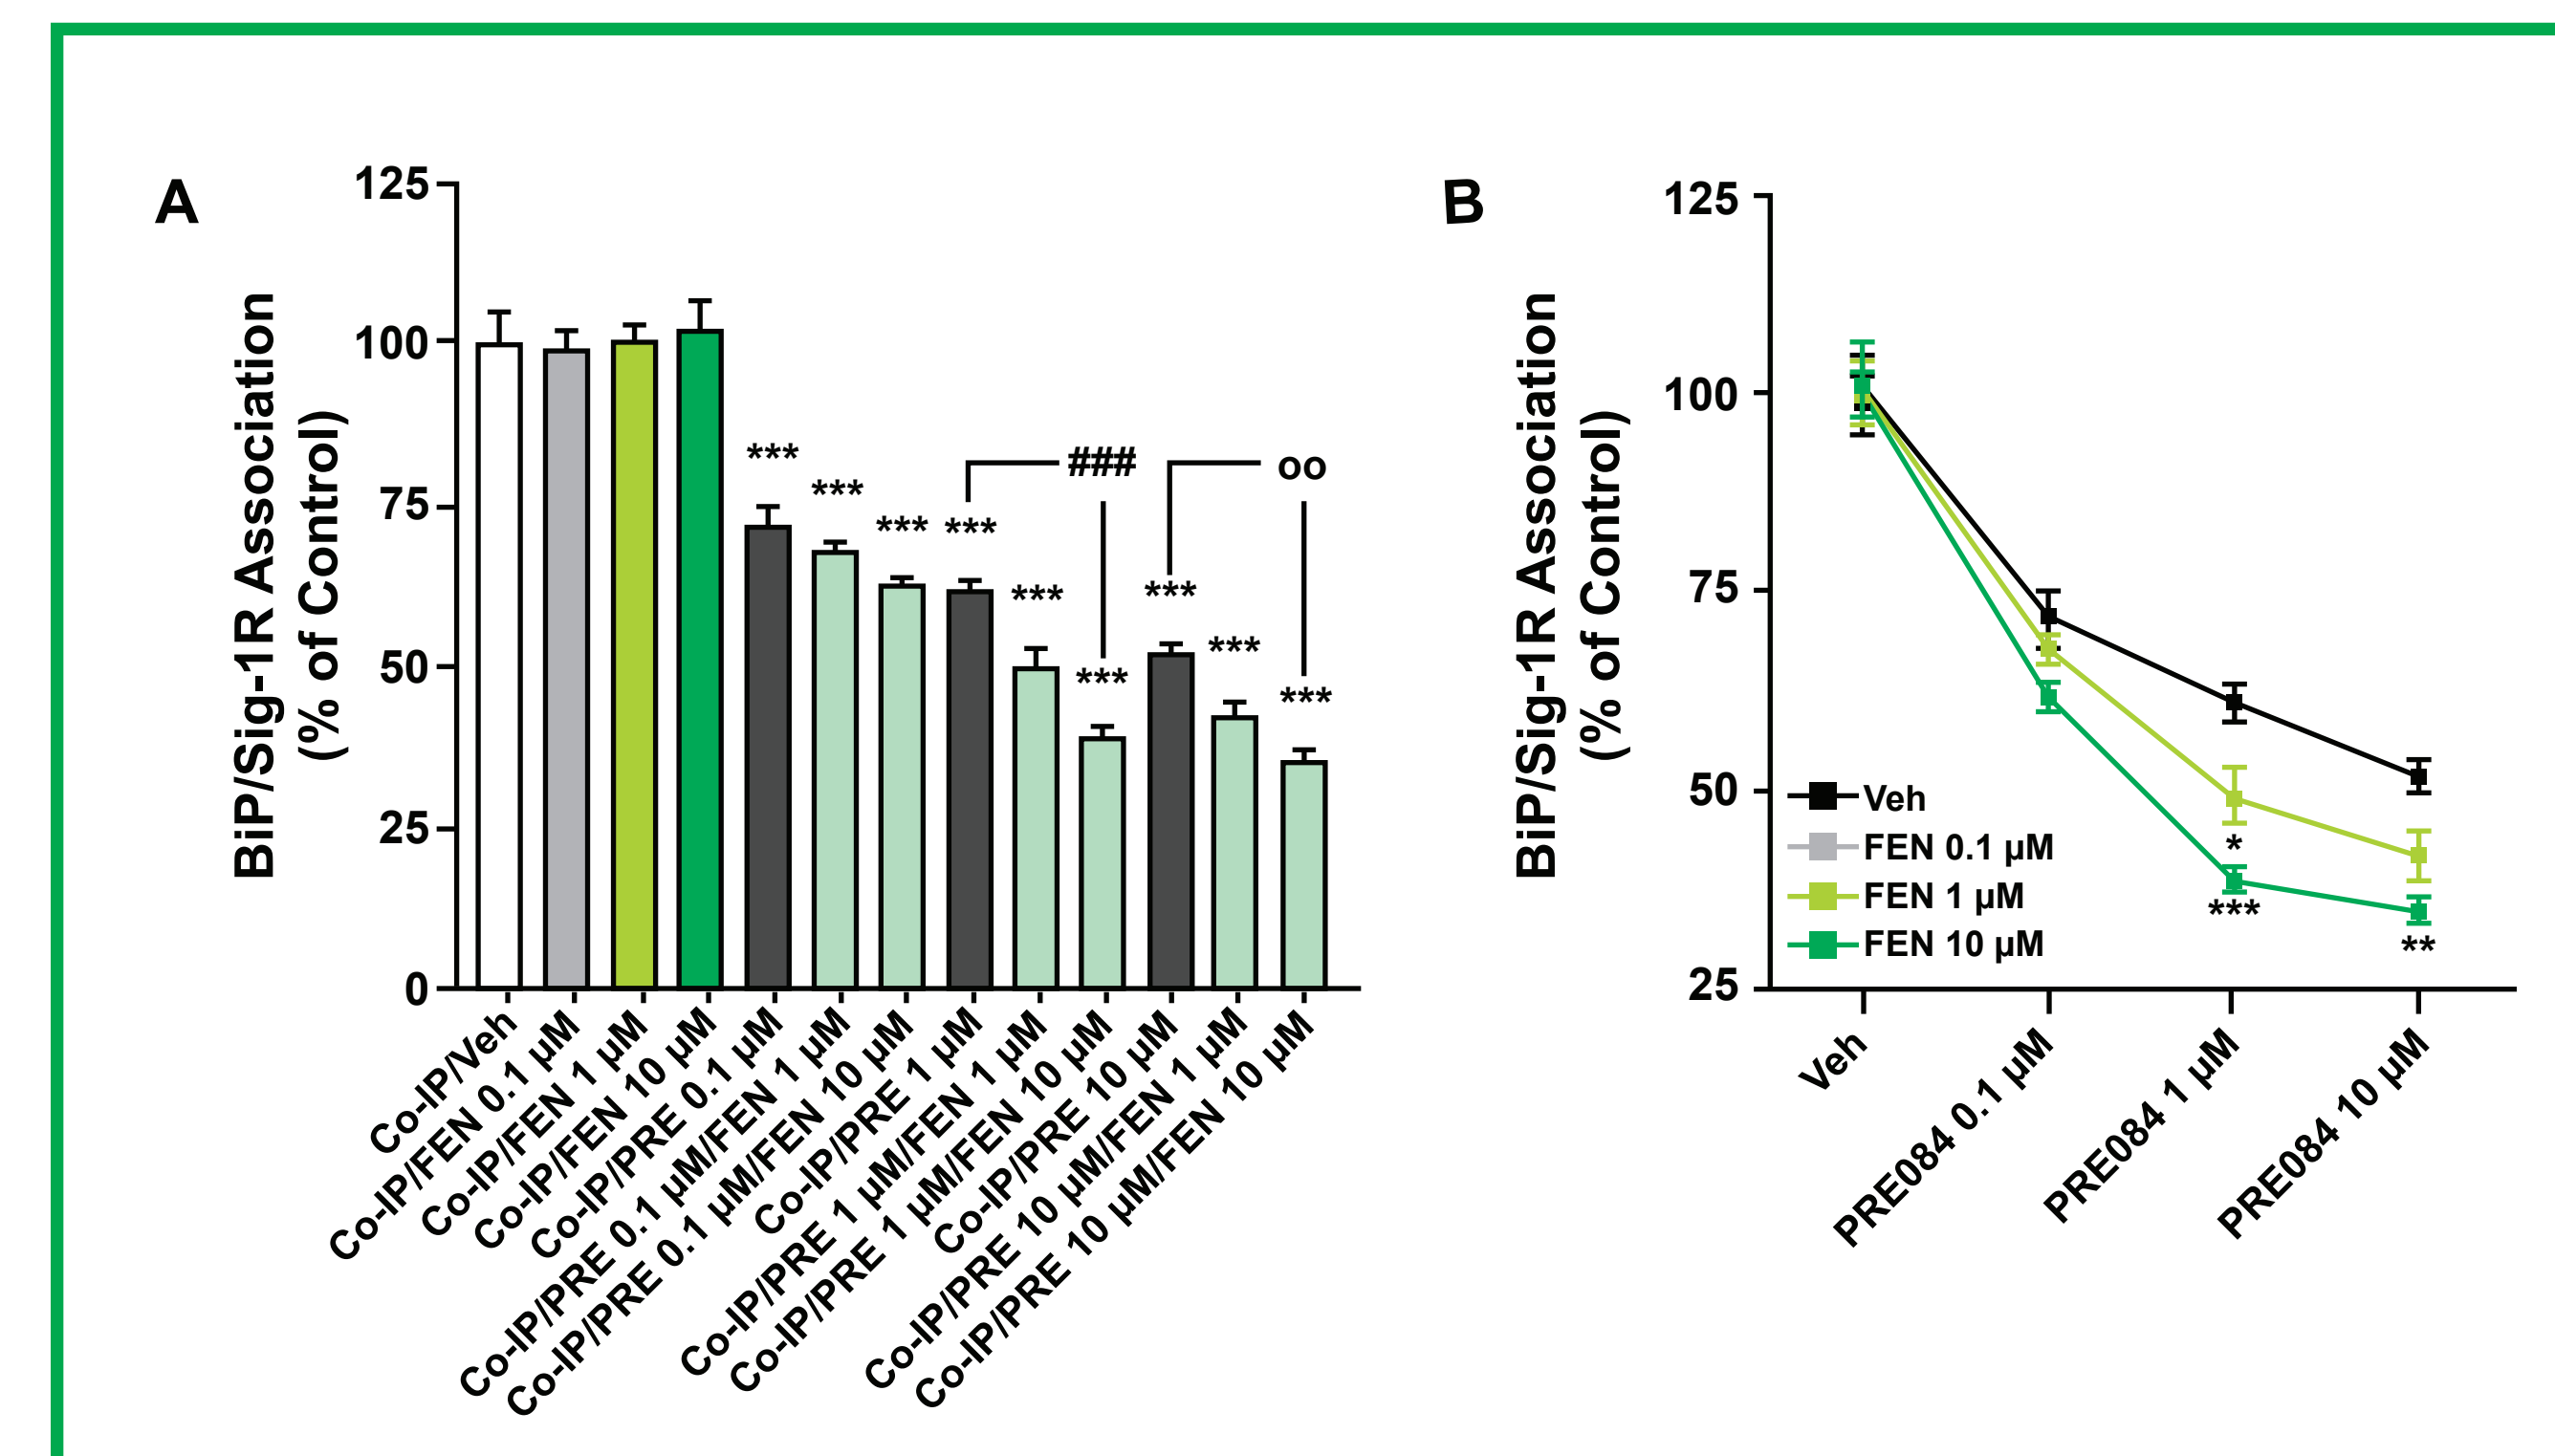 A
BiP/Sig-1R Association
(% of Control)
125
100
75
50
25
0
***
***
***
***
***
***
***
***
***
###
oo
Co-IP/Veh
Co-IP/FEN 0.1 µM
Co-IP/FEN 1 µM
Co-IP/FEN 10 µM
Co-IP/PRE 0.1 µM
Co-IP/PRE 0.1 µM/FEN 1 µM
Co-IP/PRE 0.1 µM/FEN 10 µM
Co-IP/PRE 1 µM
Co-IP/PRE 1 µM/FEN 1 µM
Co-IP/PRE 1 µM/FEN 10 µM
Co-IP/PRE 10 µM
Co-IP/PRE 10 µM/FEN 1 µM
Co-IP/PRE 10 µM/FEN 10 µM
B
BiP/Sig-1R Association
(% of Control)
125
100
75
50
25
Veh
FEN 0.1 µM
FEN 1 µM
FEN 10 µM
*
***
**
Veh
PRE084 0.1 µM
PRE084 1 µM
PRE084 10 µM